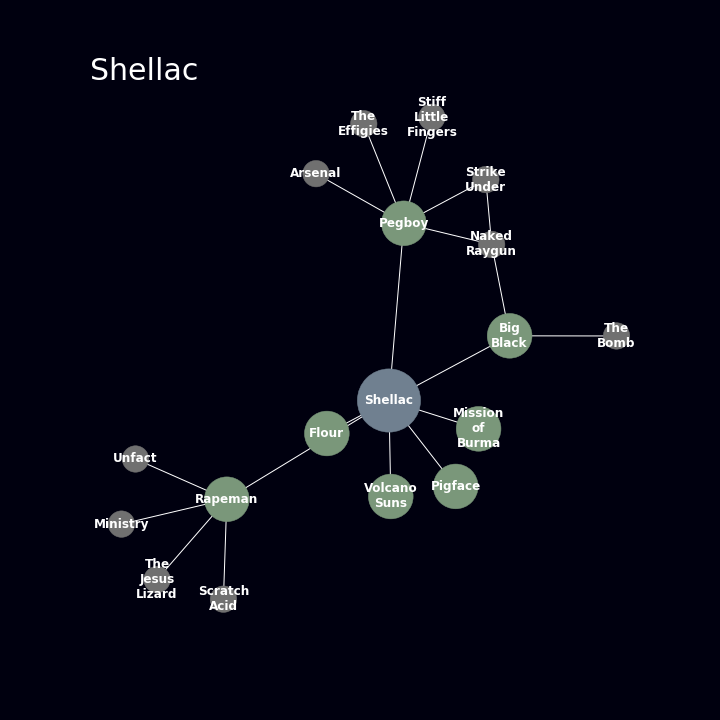 Shellac
Stiff
Little
Fingers
The
Effigies
Arsenal
Strike
Under
Pegboy
Naked
Raygun
Big
Black
The
Bomb
Shellac
Mission
of
Burma
Flour
Unfact
Volcano
Suns
Pigface
Rapeman
Ministry
The
Jesus
Lizard
Scratch
Acid